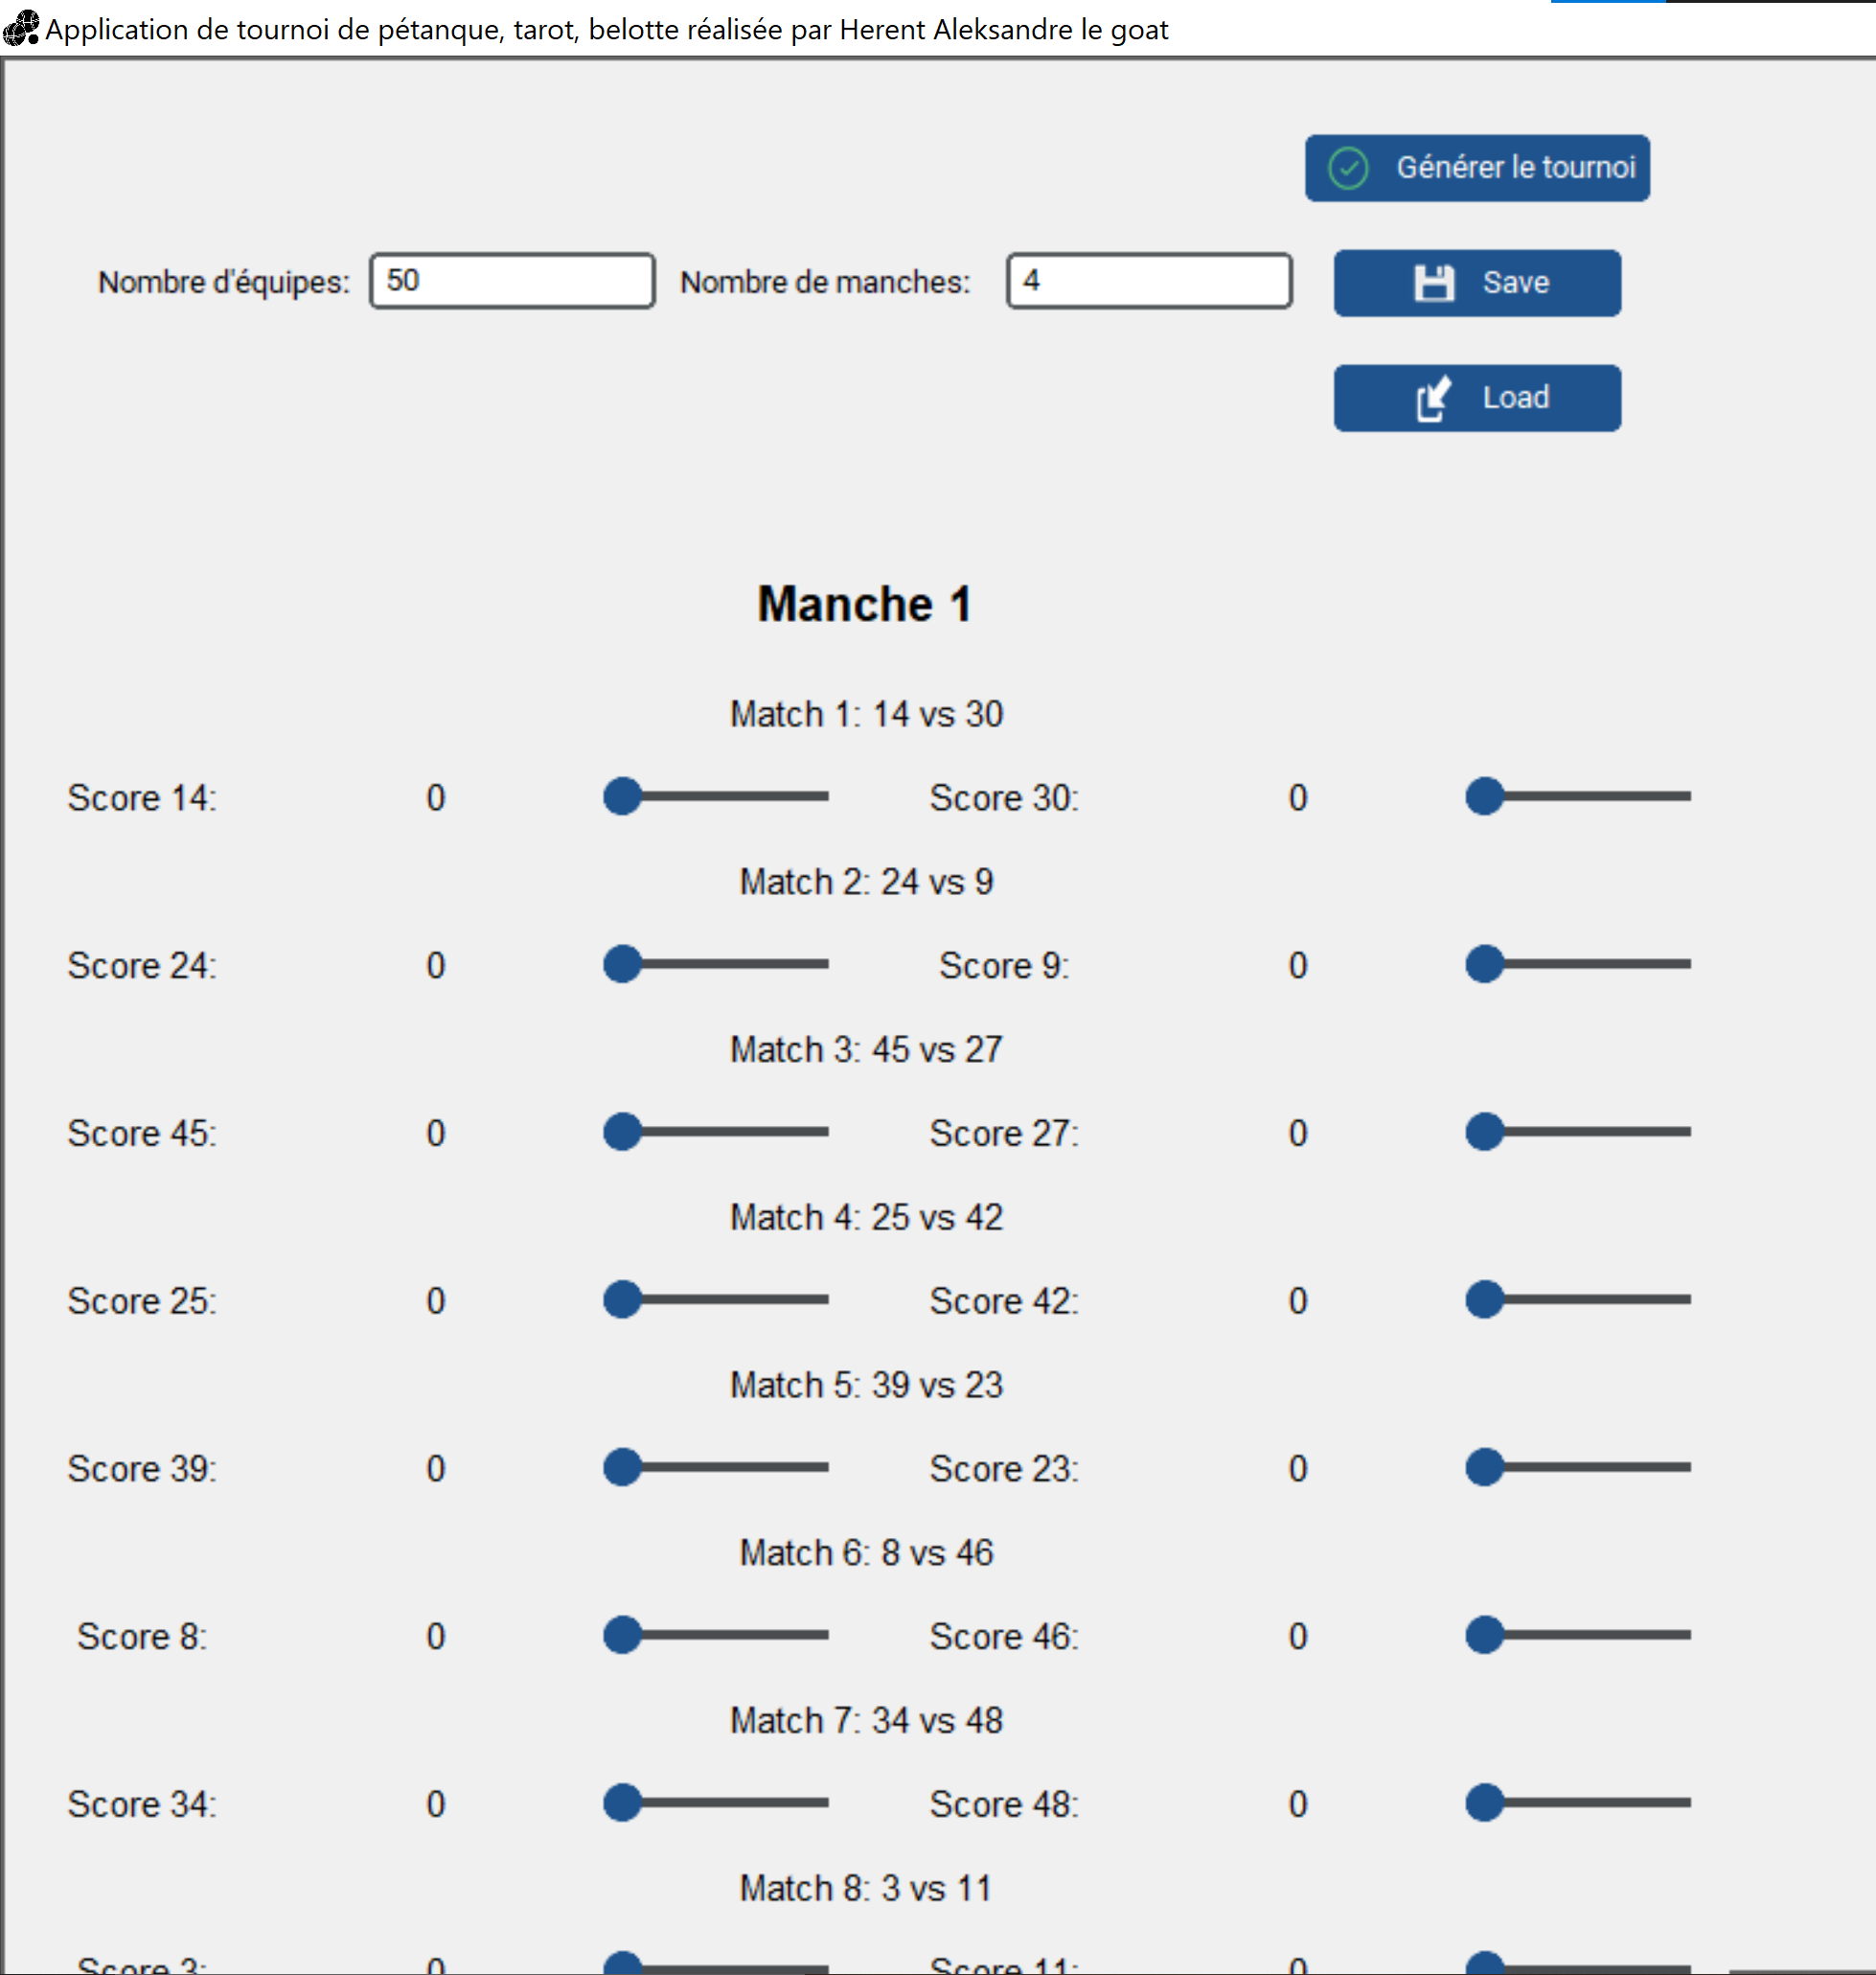 Application de tournoi de pétanque, tarot, belotte réalisée par Herent Aleksandre le goat
Générer le tournoi
Nombre d'équipes: 50 Nombre de manches: 4 Save
Load
Manche 1
Match 1: 14 vs 30
Score 14: 0 Score 30: 0
Match 2: 24 vs 9
Score 24: 0 Score 9: 0
Match 3: 45 vs 27
Score 45: 0 Score 27: 0
Match 4: 25 vs 42
Score 25: 0 Score 42: 0
Match 5: 39 vs 23
Score 39: 0 Score 23: 0
Match 6: 8 vs 46
Score 8: 0 Score 46: 0
Match 7: 34 vs 48
Score 34: 0 Score 48: 0
Match 8: 3 vs 11
Score 3: 0 Score 11: 0